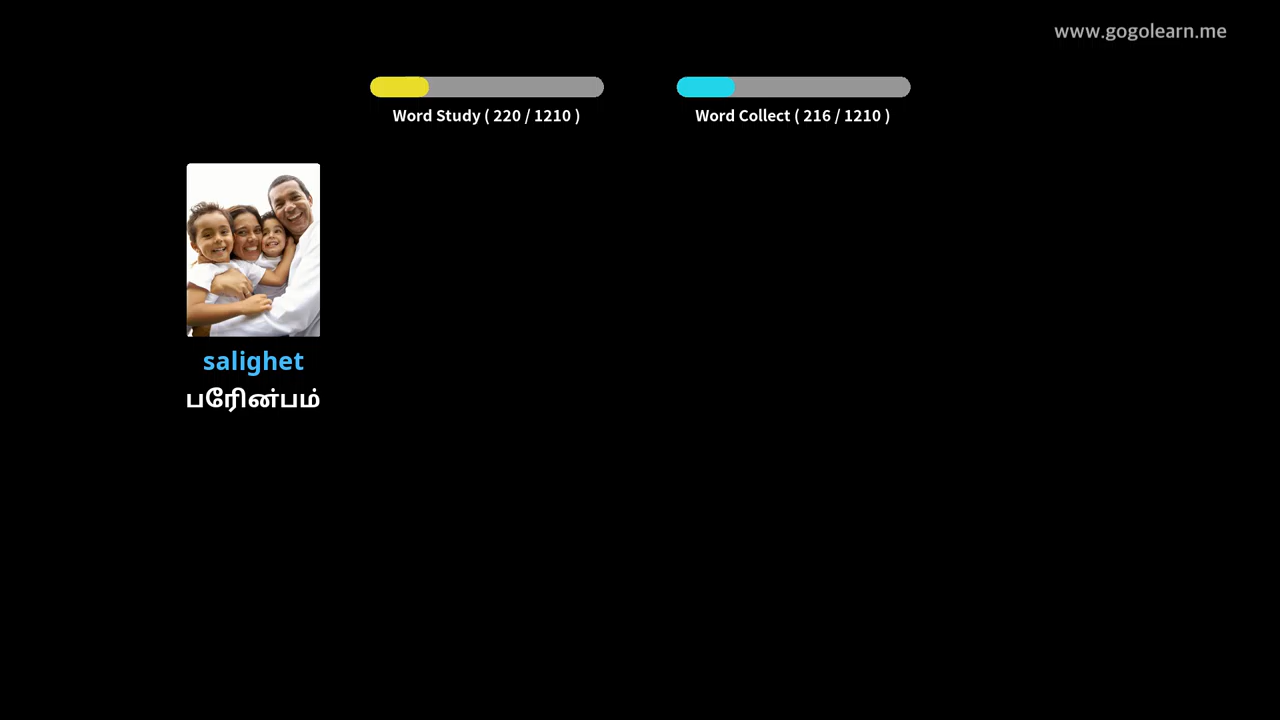 www.gogolearn.me
Word Study ( 220 / 1210 )
Word Collect ( 216 / 1210 )
salighet
பரேின்பம்